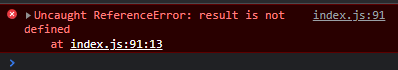 Uncaught ReferenceError: result is not index.js:91
defined
at index.js:91:13